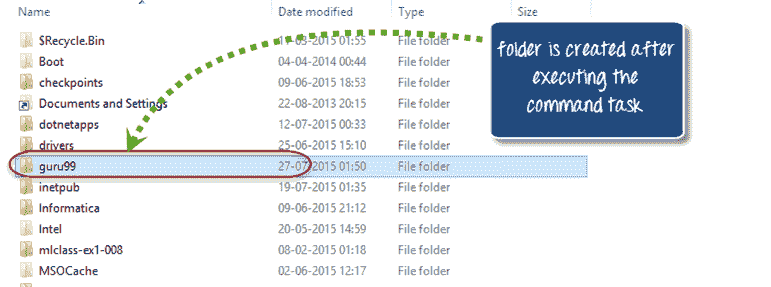 Name Date modified Type Size
$Recycle.Bin 17-03-2015 01:55 File folder
Boot 04-04-2014 00:44 File folder
checkpoints 09-06-2015 18:53 File folder
Documents and Settings 22-08-2013 20:15 File folder
dotnetapps 12-07-2015 00:33 File folder
drivers 25-06-2015 15:10 File folder
guru99 27-07-2015 01:50 File folder
inetpub 19-07-2015 01:35 File folder
Informatica 09-06-2015 21:12 File folder
Intel 20-05-2015 14:59 File folder
mlclass-ex1-008 08-02-2015 01:18 File folder
MSOCache 02-06-2015 12:17 File folder
folder is created after
executing the
command task